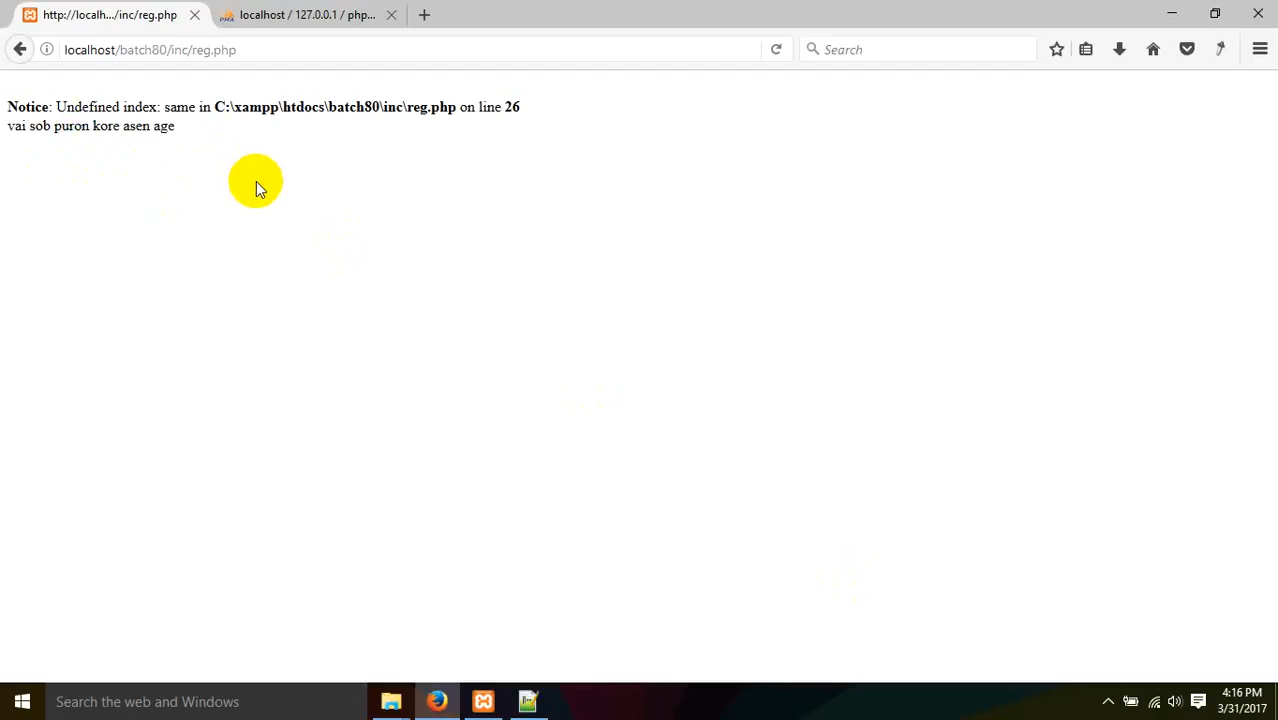 http://localh.../inc/reg.php
localhost / 127.0.0.1 / php...
localhost/batch80/inc/reg.php
Search
Notice: Undefined index: same in C:\xampp\htdocs\batch80\inc\reg.php on line 26
vai sob puron kore asen age
Search the web and Windows
4:16 PM
3/31/2017